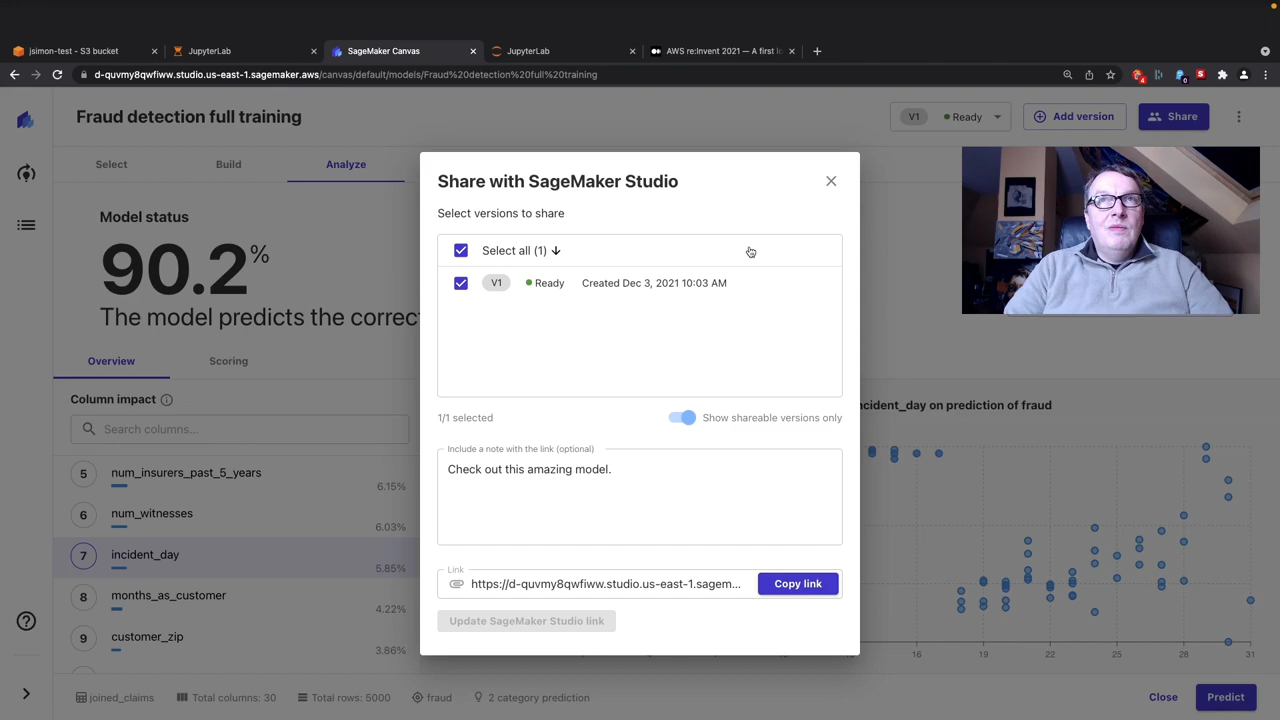 jsimon-test - S3 bucket
JupyterLab
SageMaker Canvas
JupyterLab
AWS re:Invent 2021 — A first lo
d-quvmy8qwfiww.studio.us-east-1.sagemaker.aws/canvas/default/models/Fraud%20detection%20full%20training
Fraud detection full training
V1
Ready
Add version
Share
Select
Build
Analyze
Share with SageMaker Studio
Model status
Select versions to share
90.2%
Select all (1)
V1
Ready
Created Dec 3, 2021 10:03 AM
The model predicts the correct
Overview
Scoring
Column impact
ncident_day on prediction of fraud
1/1 selected
Show shareable versions only
Search columns...
Include a note with the link (optional)
Check out this amazing model.
5
num_insurers_past_5_years
6.15%
6
num_witnesses
6.03%
7
incident_day
5.85%
Link
https://d-quvmy8qwfiww.studio.us-east-1.sagem...
Copy link
8
months_as_customer
4.22%
Update SageMaker Studio link
9
customer_zip
3.86%
16
19
22
25
28
31
joined_claims
Total columns: 30
Total rows: 5000
fraud
2 category prediction
Close
Predict